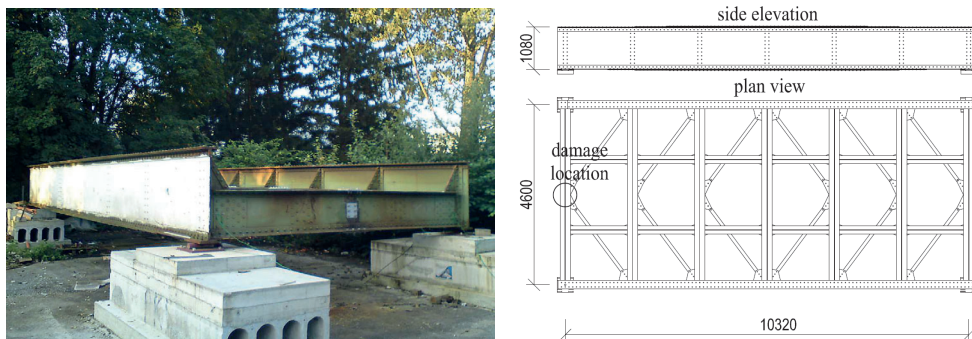 side elevation
1080
plan view
damage
location
4600
10320